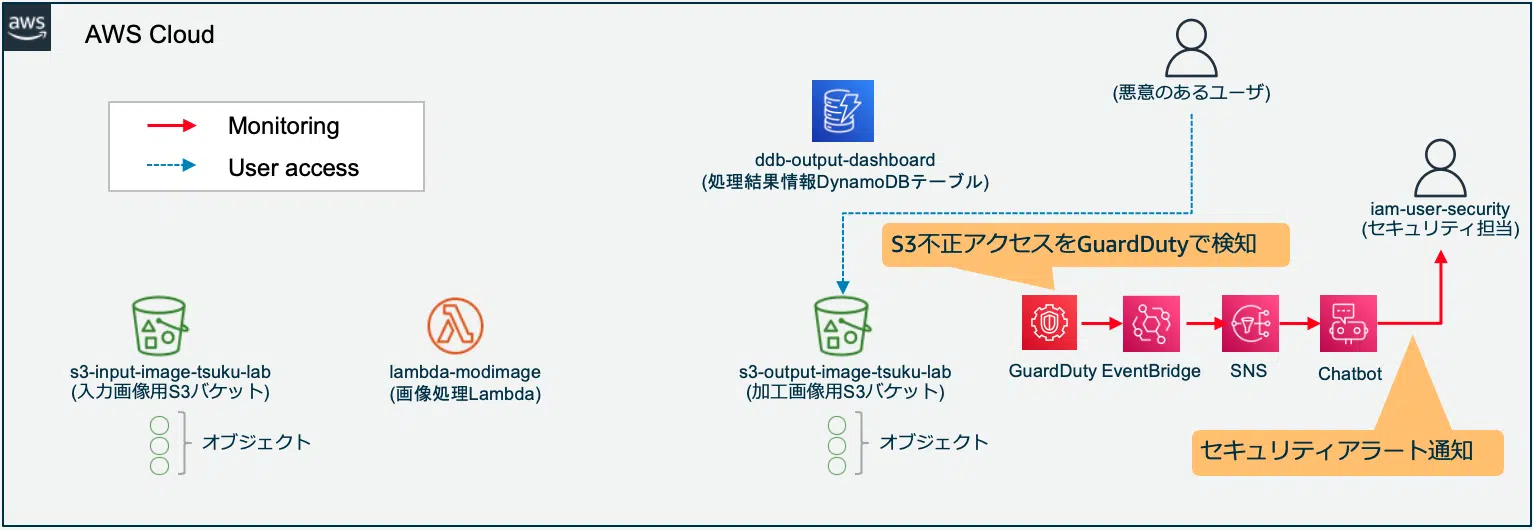 aws
AWS Cloud
Monitoring
User access
(悪意のあるユーザ)
ddb-output-dashboard
(処理結果情報DynamoDBテーブル)
iam-user-security
(セキュリティ担当)
S3不正アクセスをGuardDutyで検知
s3-input-image-tsuku-lab
(入力画像用S3バケット)
オブジェクト
lambda-modimage
(画像処理Lambda)
s3-output-image-tsuku-lab
(加工画像用S3バケット)
オブジェクト
GuardDuty
EventBridge
SNS
Chatbot
セキュリティアラート通知